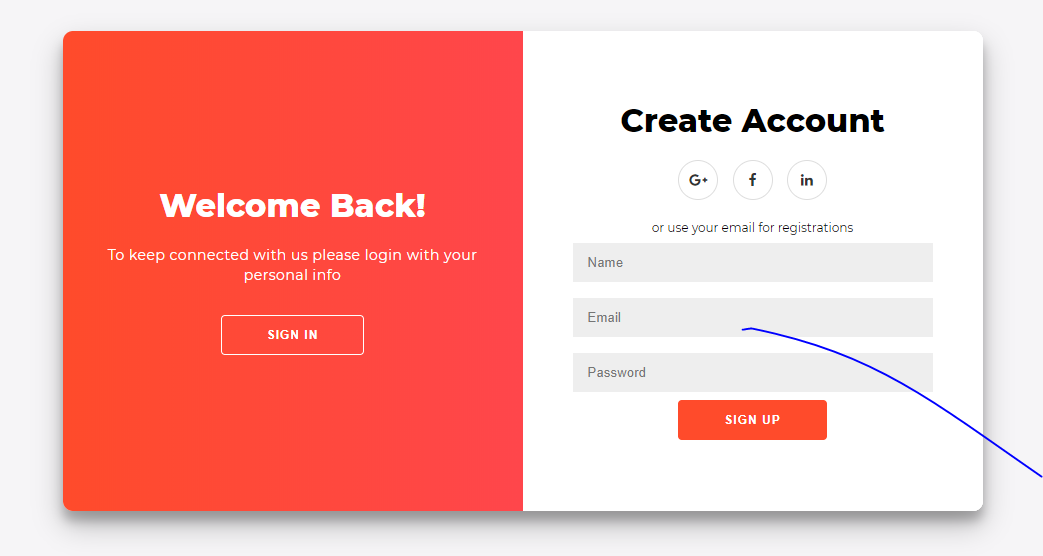 Welcome Back!
To keep connected with us please login with your
personal info
SIGN IN
Create Account
G+
f
in
or use your email for registrations
Name
Email
Password
SIGN UP